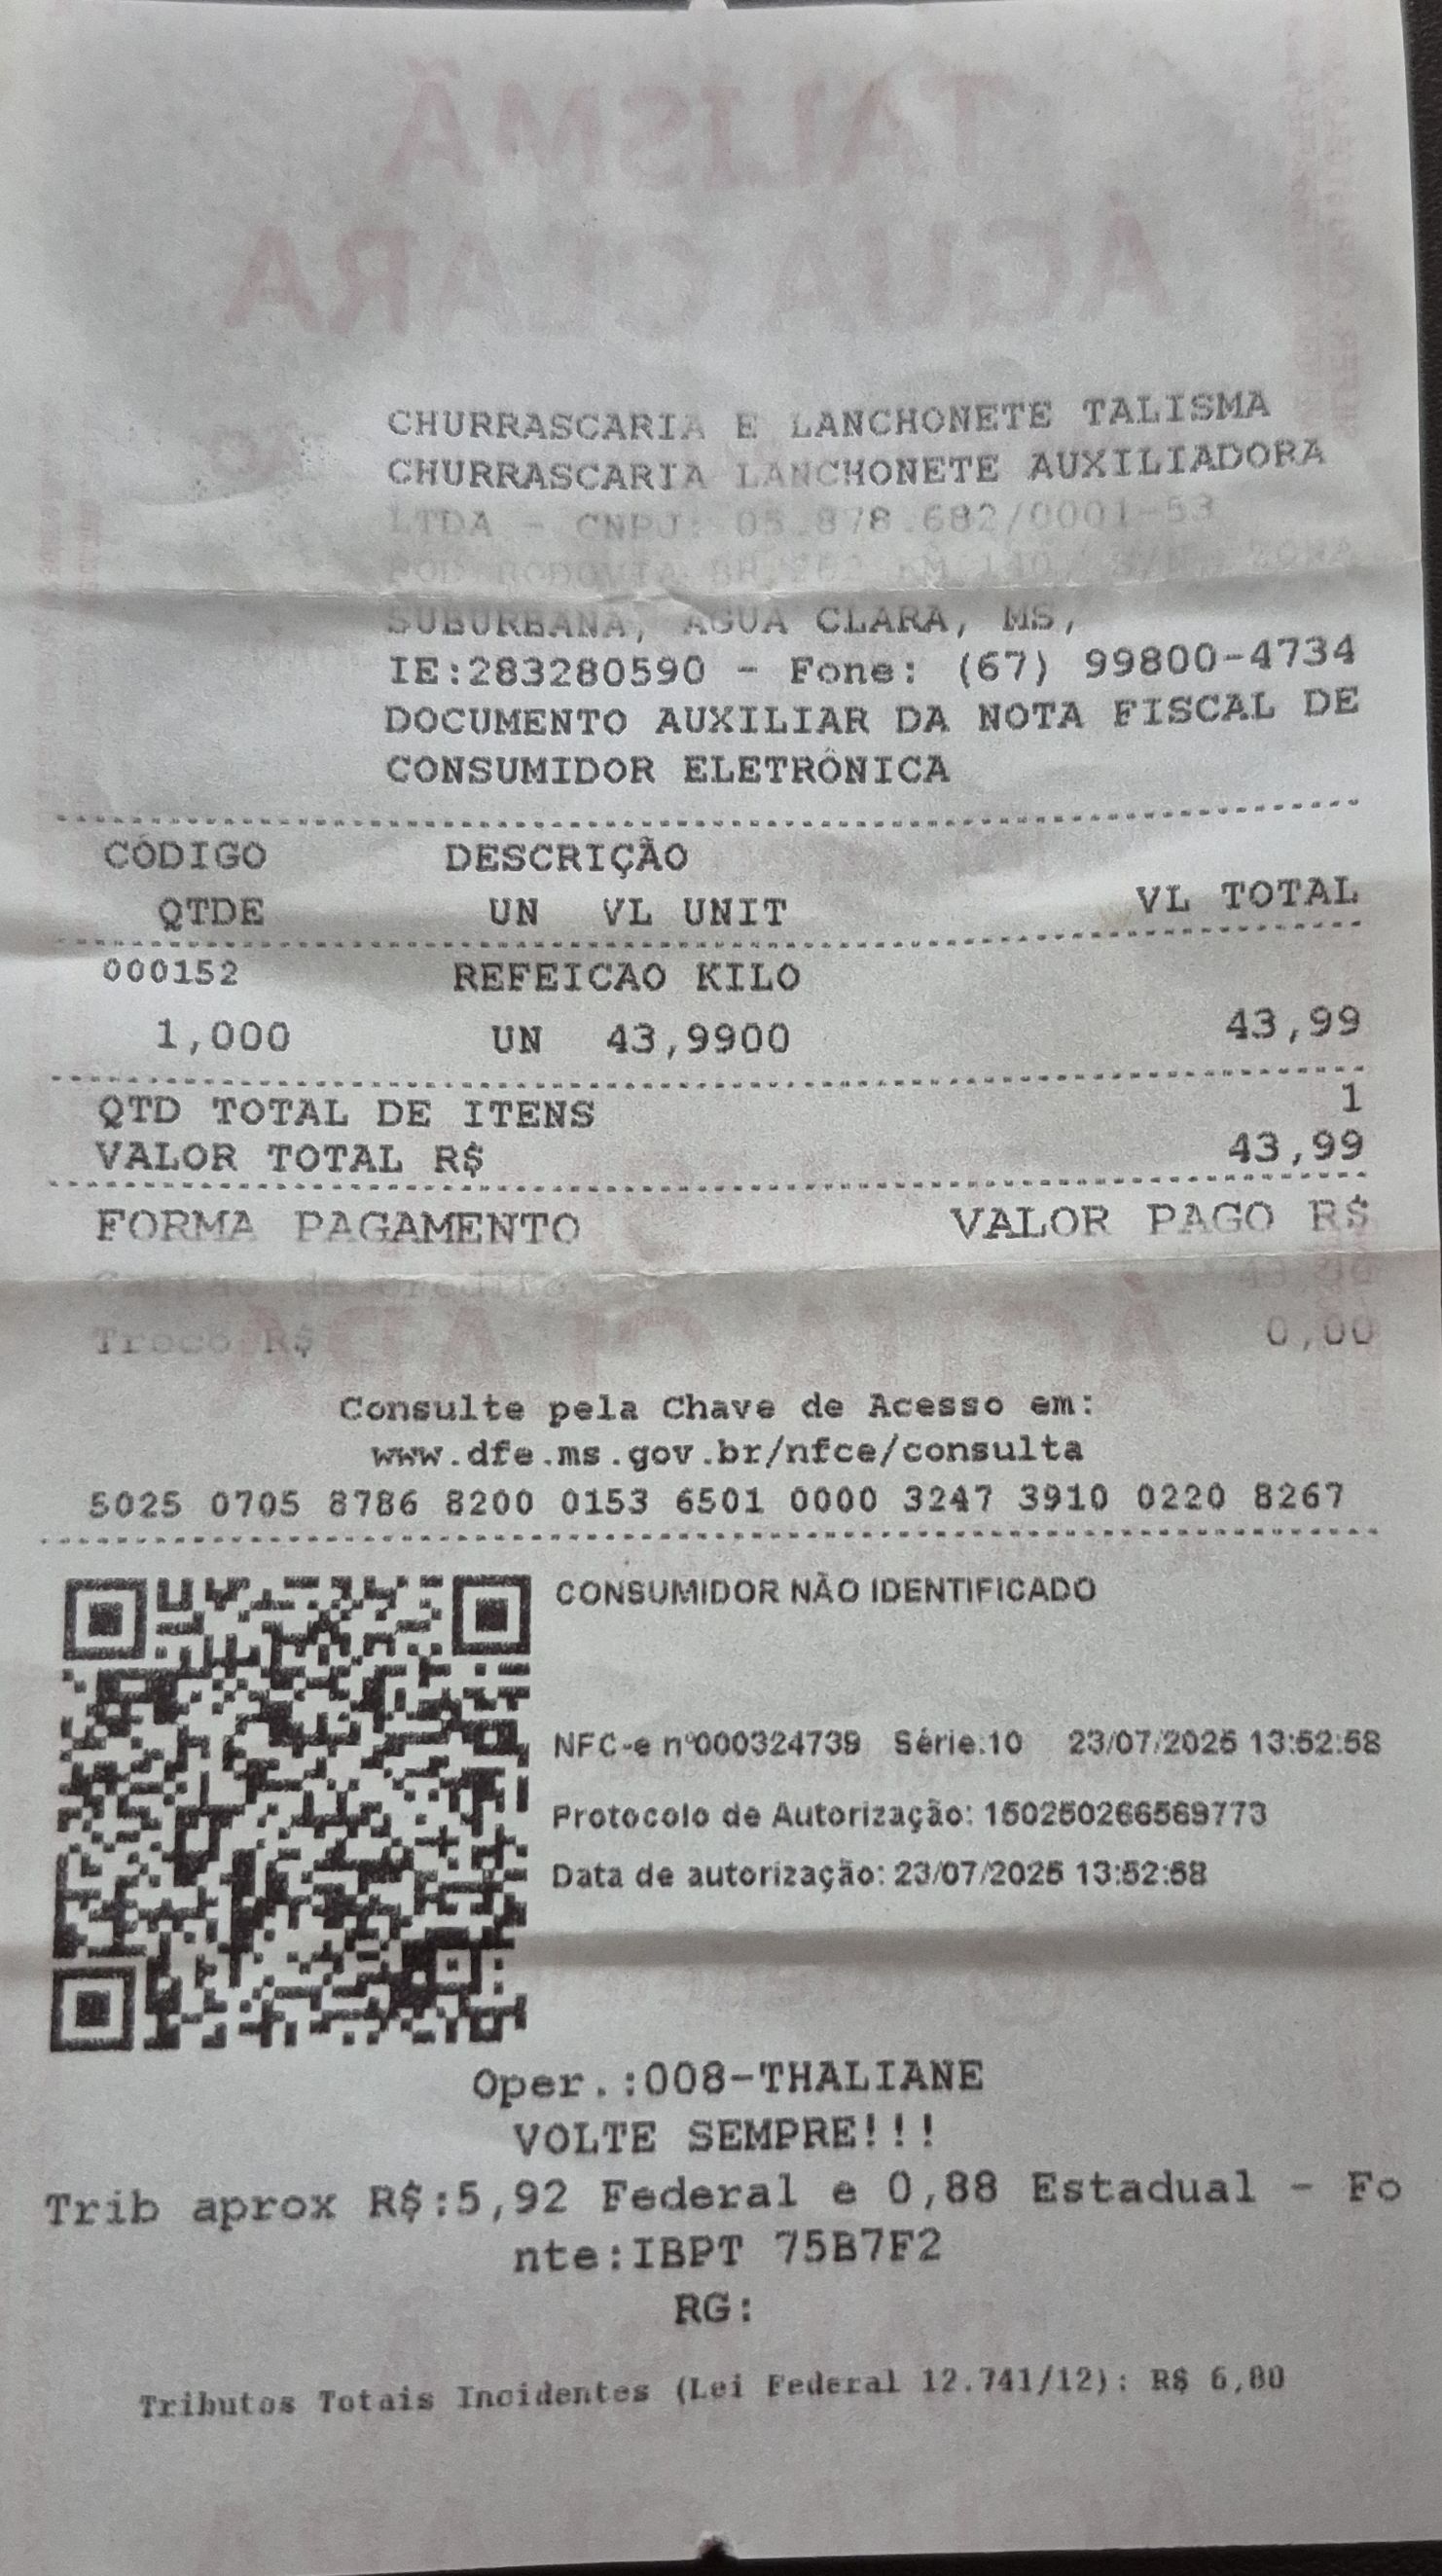 TALISMÃ
ÁGUA CLARA
CHURRASCARIA E LANCHONETE TALISMA
CHURRASCARIA LANCHONETE AUXILIADORA
LTDA - CNPJ: 05.878.682/0001-53
ROD RODOVIA BR 262 KM 140, S/N, ZONA
SUBURBANA, AGUA CLARA, MS,
IE:283280590 - Fone: (67) 99800-4734
DOCUMENTO AUXILIAR DA NOTA FISCAL DE
CONSUMIDOR ELETRÔNICA
CÓDIGO DESCRIÇÃO
QTDE UN VL UNIT VL TOTAL
000152 REFEICAO KILO
1,000 UN 43,9900 43,99
QTD TOTAL DE ITENS 1
VALOR TOTAL R$ 43,99
FORMA PAGAMENTO VALOR PAGO R$
Cartão de Crédito
Troco R$ 0,00
Consulte pela Chave de Acesso em:
www.dfe.ms.gov.br/nfce/consulta
5025 0705 8786 8200 0153 6501 0000 3247 3910 0220 8267
CONSUMIDOR NÃO IDENTIFICADO
NFC-e nº000324739 Série:10 23/07/2025 13:52:58
Protocolo de Autorização: 150250266569773
Data de autorização: 23/07/2025 13:52:58
Oper.:008-THALIANE
VOLTE SEMPRE!!!
Trib aprox R$:5,92 Federal e 0,88 Estadual - Fo
nte:IBPT 75B7F2
RG:
Tributos Totais Incidentes (Lei Federal 12.741/12): R$ 6,80